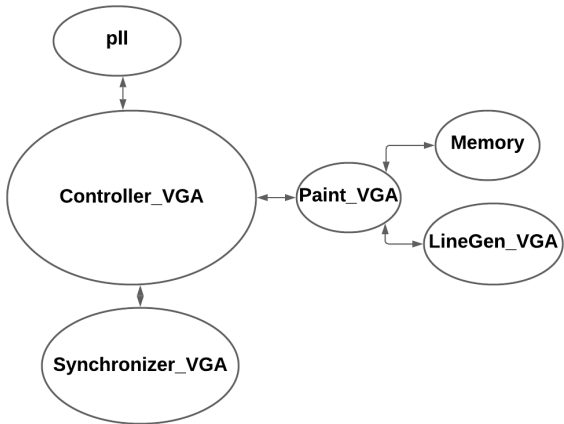 pll
Controller_VGA
Paint_VGA
Memory
LineGen_VGA
Synchronizer_VGA